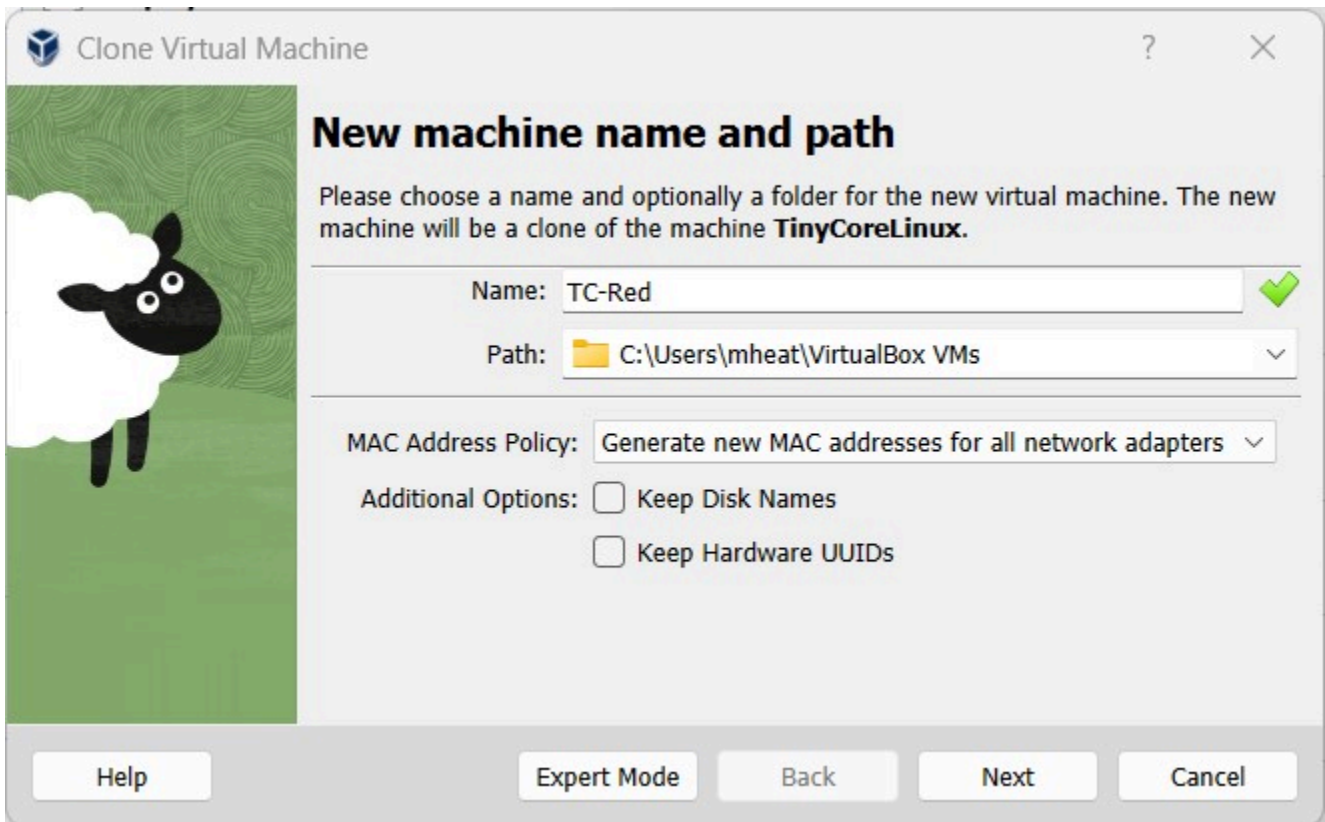 Clone Virtual Machine
New machine name and path
Please choose a name and optionally a folder for the new virtual machine. The new
machine will be a clone of the machine TinyCoreLinux.
Name: TC-Red
Path: C:\Users\mheat\VirtualBox VMs
MAC Address Policy: Generate new MAC addresses for all network adapters
Additional Options: Keep Disk Names
Keep Hardware UUIDs
Help Expert Mode Back Next Cancel